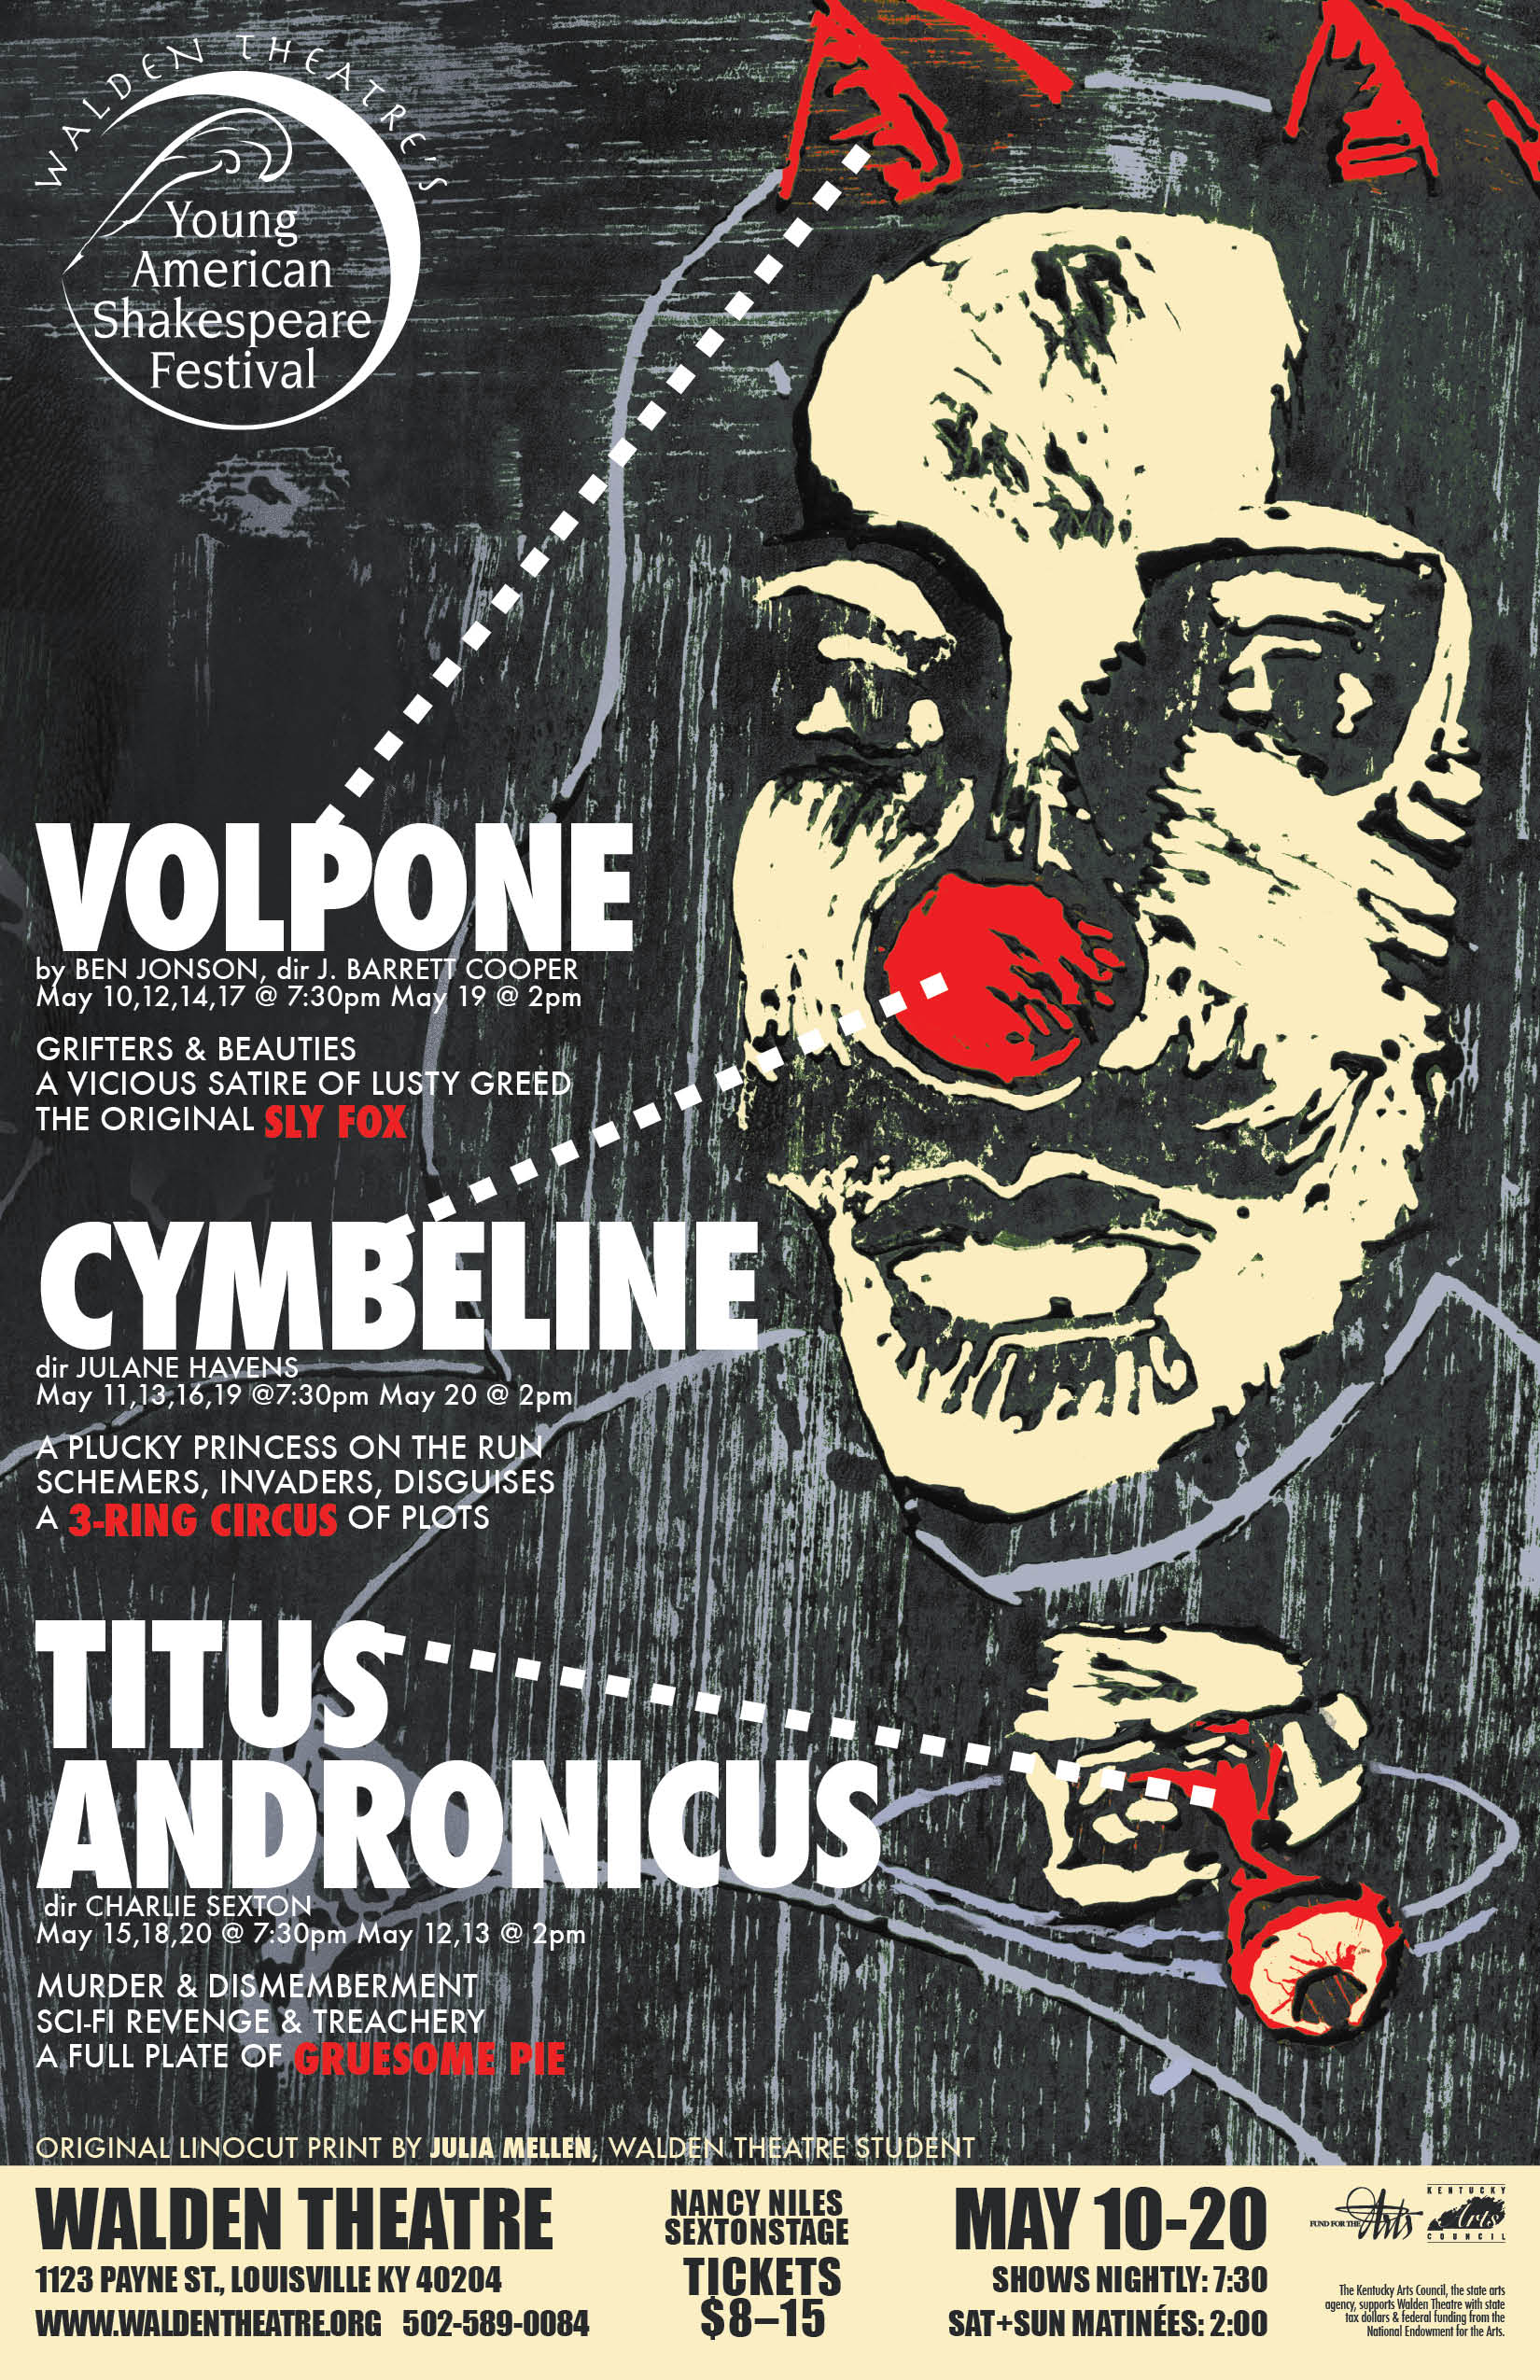 WALDEN THEATRE'S
Young
American
Shakespeare
Festival
VOLPONE
by BEN JONSON, dir J. BARRETT COOPER
May 10,12,14,17 @ 7:30pm May 19 @ 2pm
GRIFTERS & BEAUTIES
A VICIOUS SATIRE OF LUSTY GREED
THE ORIGINAL SLY FOX
CYMBELINE
dir JULANE HAVENS
May 11,13,16,19 @7:30pm May 20 @ 2pm
A PLUCKY PRINCESS ON THE RUN
SCHEMERS, INVADERS, DISGUISES
A 3-RING CIRCUS OF PLOTS
TITUS
ANDRONICUS
dir CHARLIE SEXTON
May 15,18,20 @ 7:30pm May 12,13 @ 2pm
MURDER & DISMEMBERMENT
SCI-FI REVENGE & TREACHERY
A FULL PLATE OF GRUESOME PIE
ORIGINAL LINOCUT PRINT BY JULIA MELLEN, WALDEN THEATRE STUDENT
WALDEN THEATRE
1123 PAYNE ST., LOUISVILLE KY 40204
WWW.WALDENTHEATRE.ORG 502-589-0084
NANCY NILES
SEXTONSTAGE
TICKETS
$8–15
MAY 10-20
SHOWS NIGHTLY: 7:30
SAT+SUN MATINÉES: 2:00
FUND FOR THE Arts
KENTUCKY
Arts
COUNCIL
The Kentucky Arts Council, the state arts
agency, supports Walden Theatre with state
tax dollars & federal funding from the
National Endowment for the Arts.